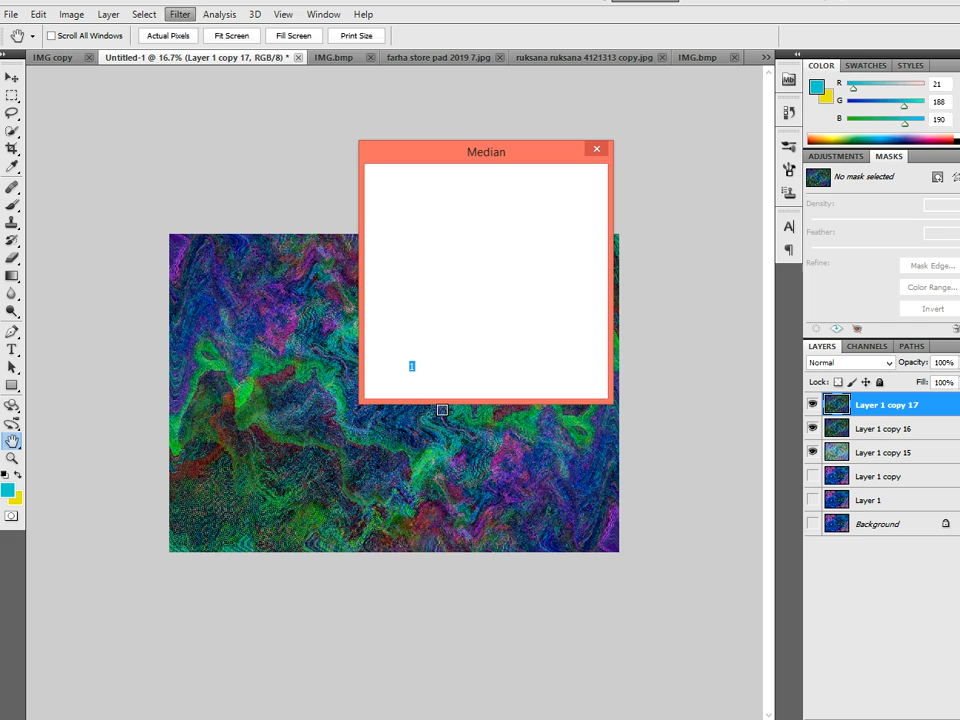 File Edit Image Layer Select Filter Analysis 3D View Window Help
Scroll All Windows Actual Pixels Fit Screen Fill Screen Print Size
IMG copy Untitled-1 @ 16.7% (Layer 1 copy 17, RGB/8) * IMG.bmp farha store pad 2019 7.jpg ruksana ruksana 4121313 copy.jpg IMG.bmp
COLOR SWATCHES STYLES
R 21
G 188
B 190
ADJUSTMENTS MASKS
No mask selected
Density:
Feather:
Refine: Mask Edge...
Color Range...
Invert
Median
1
LAYERS CHANNELS PATHS
Normal Opacity: 100%
Lock: Fill: 100%
Layer 1 copy 17
Layer 1 copy 16
Layer 1 copy 15
Layer 1 copy
Layer 1
Background